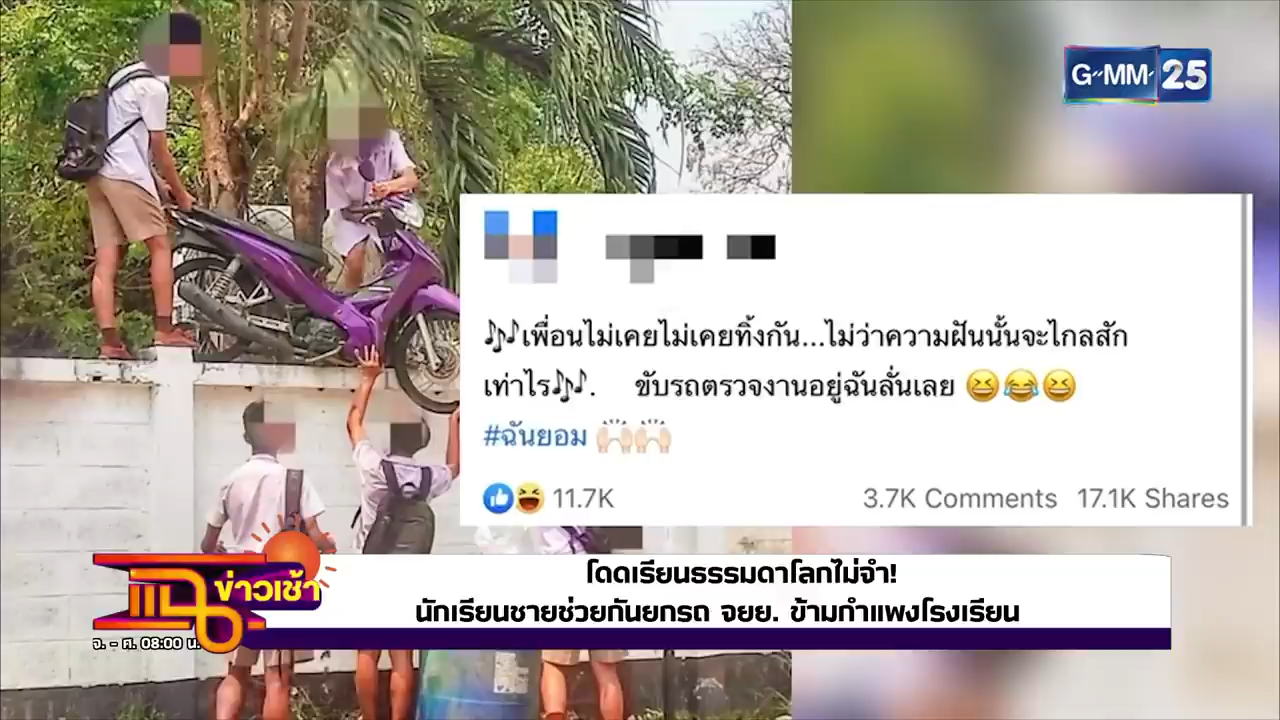 G-MM 25
🎶เพื่อนไม่เคยไม่เคยทิ้งกัน...ไม่ว่าความฝันนั้นจะไกลสัก
เท่าไร🎶. ขับรถตรวจงานอยู่ฉันลั่นเลย 😆😂😆
#ฉันยอม 🙌🏻🙌🏻
11.7K 3.7K Comments 17.1K Shares
แฉ ข่าวเช้า
จ. - ศ. 08:00 น.
โดดเรียนธรรมดาโลกไม่จำ!
นักเรียนชายช่วยกันยกรถ จยย. ข้ามกำแพงโรงเรียน